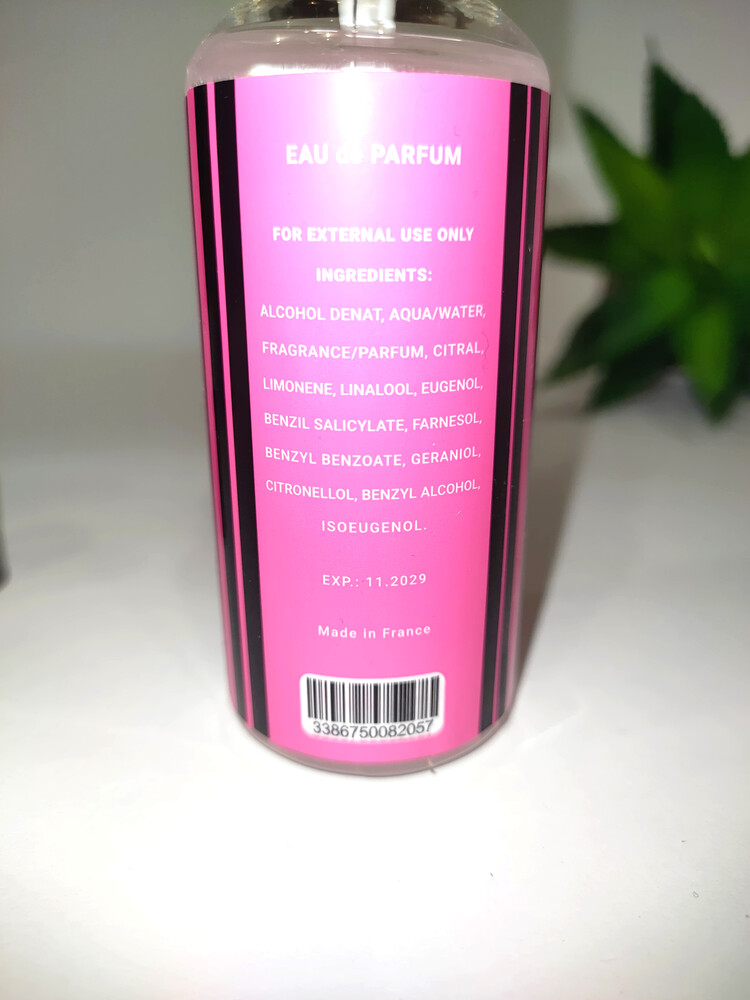 EAU de PARFUM
FOR EXTERNAL USE ONLY
INGREDIENTS:
ALCOHOL DENAT, AQUA/WATER,
FRAGRANCE/PARFUM, CITRAL,
LIMONENE, LINALOOL, EUGENOL,
BENZIL SALICYLATE, FARNESOL,
BENZYL BENZOATE, GERANIOL,
CITRONELLOL, BENZYL ALCOHOL,
ISOEUGENOL.
EXP.: 11.2029
Made in France
3386750082057